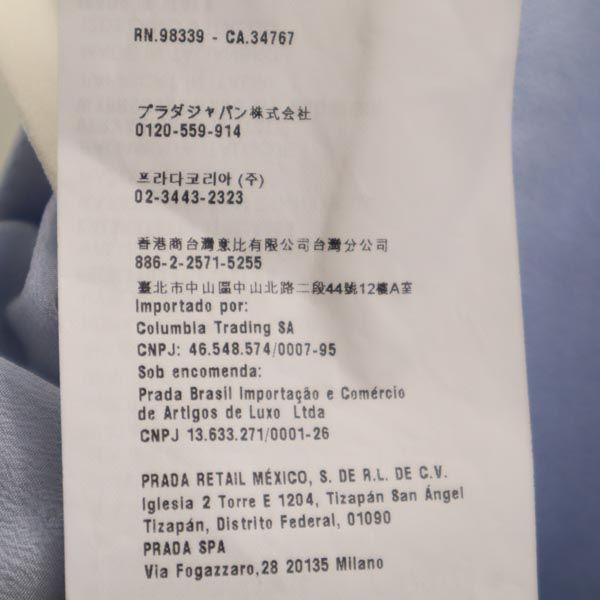 RN.98339 - CA.34767
プラダジャパン株式会社
0120-559-914
프라다코리아 (주)
02-3443-2323
香港商台灣意比有限公司台灣分公司
886-2-2571-5255
臺北市中山區中山北路二段44號12樓A室
Importado por:
Columbia Trading SA
CNPJ: 46.548.574/0007-95
Sob encomenda:
Prada Brasil Importação e Comércio
de Artigos de Luxo Ltda
CNPJ 13.633.271/0001-26
PRADA RETAIL MÉXICO, S. DE R.L. DE C.V.
Iglesia 2 Torre E 1204, Tizapán San Ángel
Tizapán, Distrito Federal, 01090
PRADA SPA
Via Fogazzaro,28 20135 Milano